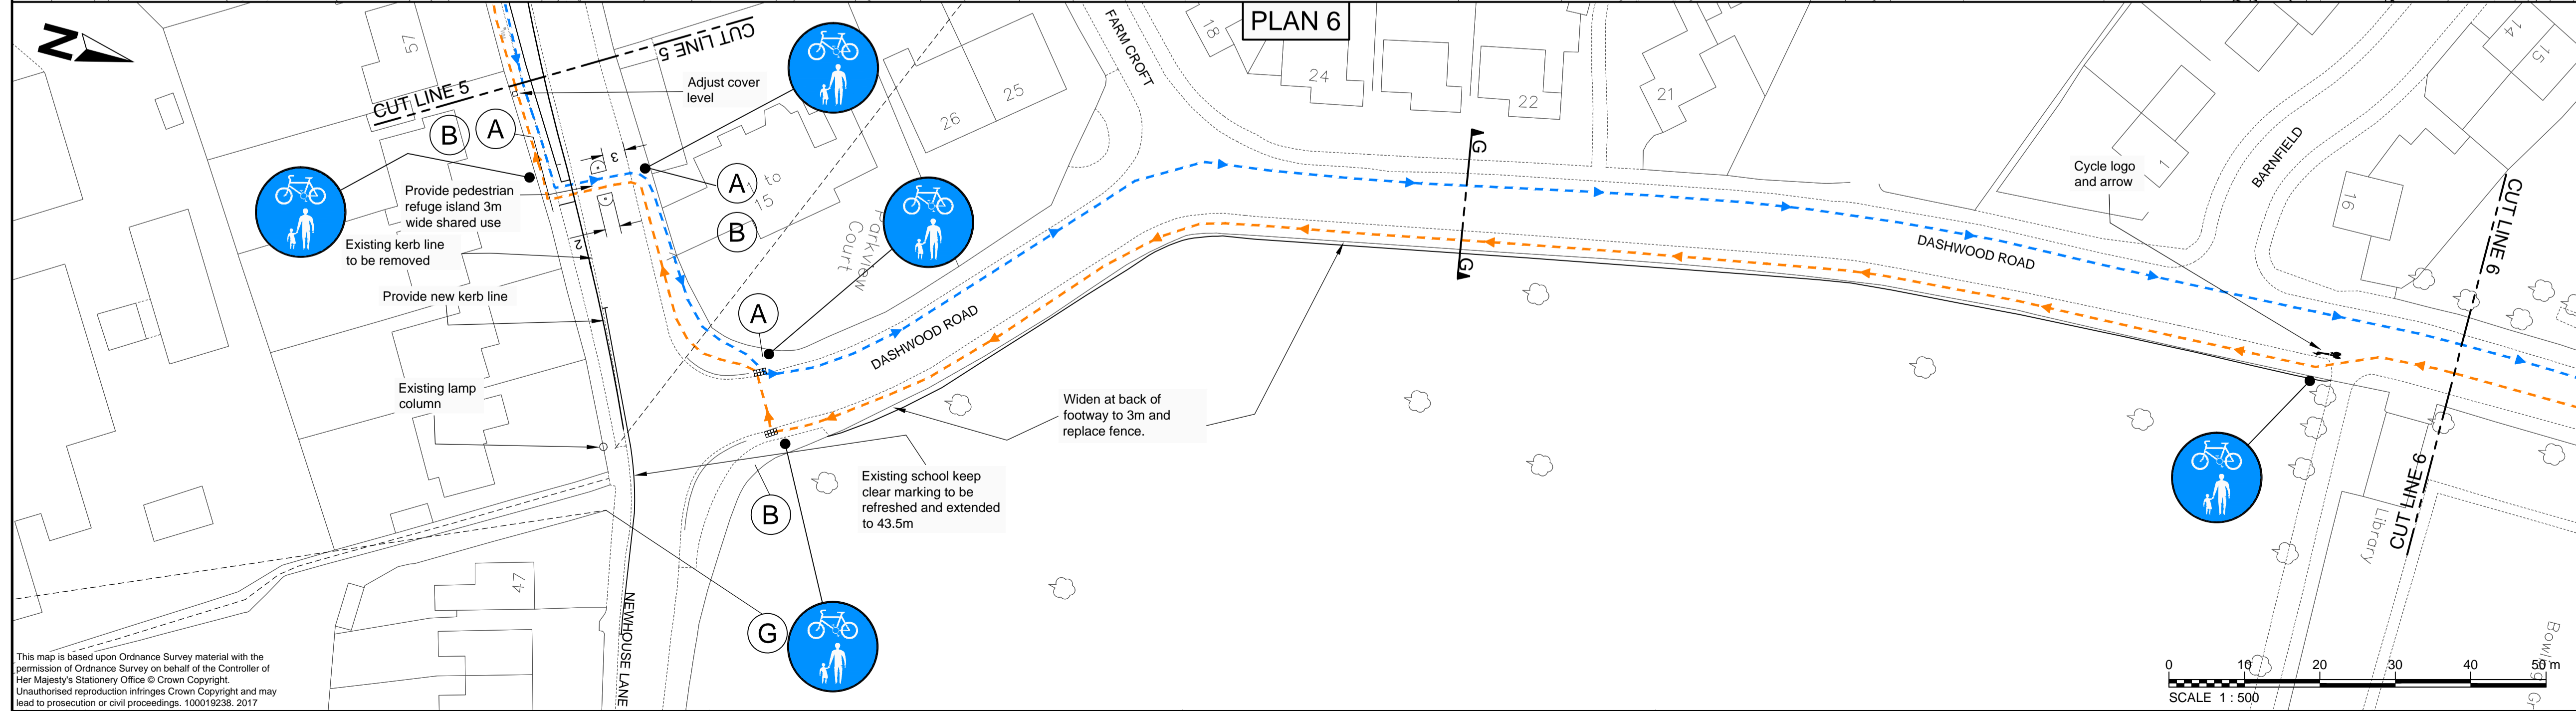 PLAN 6
N
57
CUT LINE 5
CUT LINE 5
Adjust cover
level
B
A
Provide pedestrian
refuge island 3m
wide shared use
3
2
Existing kerb line
to be removed
Provide new kerb line
Existing lamp
column
A
B
1 to
15
Parkview
Court
26
25
FARM CROFT
18
24
22
21
G
G
A
DASHWOOD ROAD
DASHWOOD ROAD
Widen at back of
footway to 3m and
replace fence.
Existing school keep
clear marking to be
refreshed and extended
to 43.5m
B
G
47
NEWHOUSE LANE
Cycle logo
and arrow
1
BARNFIELD
14
15
16
CUT LINE 6
CUT LINE 6
Library
Bowling Gr
0 10 20 30 40 50 m
SCALE 1 : 500
This map is based upon Ordnance Survey material with the
permission of Ordnance Survey on behalf of the Controller of
Her Majesty's Stationery Office © Crown Copyright.
Unauthorised reproduction infringes Crown Copyright and may
lead to prosecution or civil proceedings. 100019238. 2017